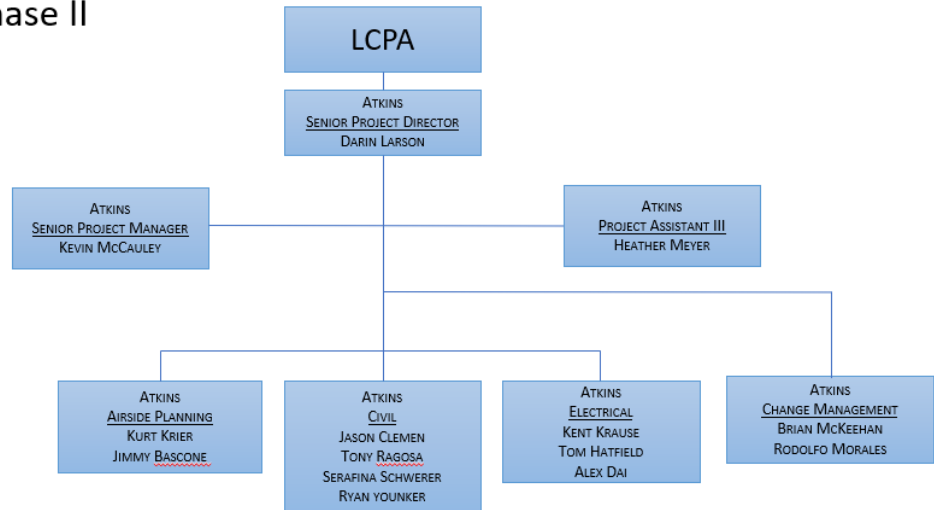 hase II
LCPA
ATKINS
SENIOR PROJECT DIRECTOR
DARIN LARSON
ATKINS
SENIOR PROJECT MANAGER
KEVIN MCCAULEY
ATKINS
PROJECT ASSISTANT III
HEATHER MEYER
ATKINS
AIRSIDE PLANNING
KURT KRIER
JIMMY BASCONE
ATKINS
CIVIL
JASON CLEMEN
TONY RAGOSA
SERAFINA SCHWERER
RYAN YOUNKER
ATKINS
ELECTRICAL
KENT KRAUSE
TOM HATFIELD
ALEX DAI
ATKINS
CHANGE MANAGEMENT
BRIAN MCKEEHAN
RODOLFO MORALES